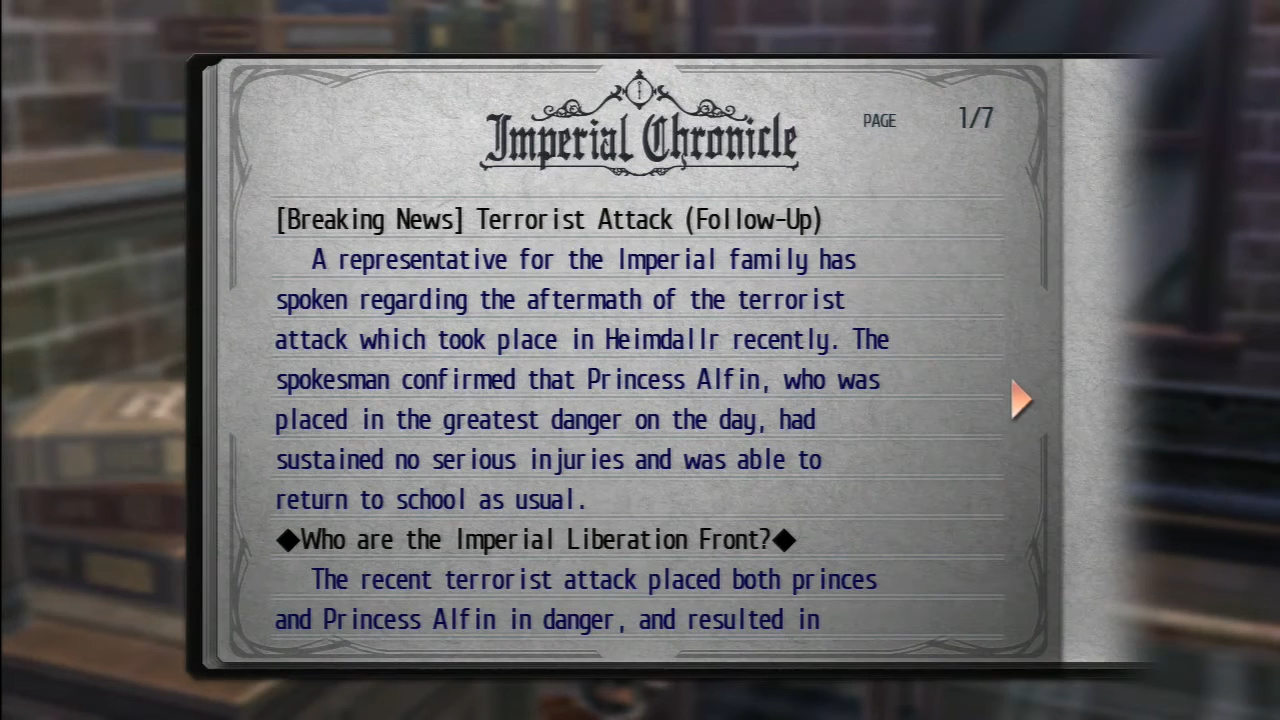 Imperial Chronicle
PAGE 1/7
[Breaking News] Terrorist Attack (Follow-Up)
A representative for the Imperial family has
spoken regarding the aftermath of the terrorist
attack which took place in Heimdallr recently. The
spokesman confirmed that Princess Alfin, who was
placed in the greatest danger on the day, had
sustained no serious injuries and was able to
return to school as usual.
◆Who are the Imperial Liberation Front?◆
The recent terrorist attack placed both princes
and Princess Alfin in danger, and resulted in